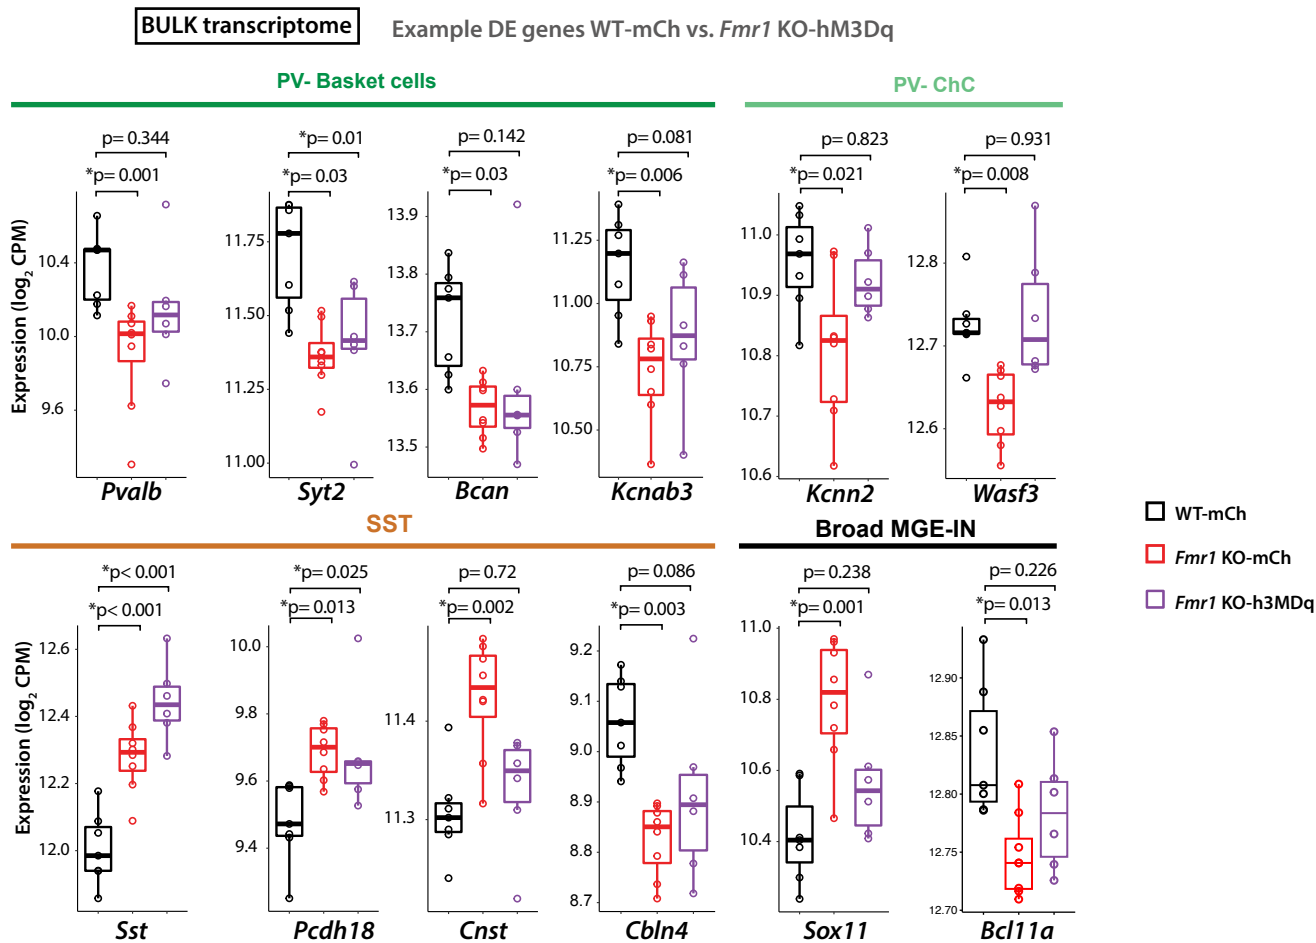 BULK transcriptome
Example DE genes WT-mCh vs. Fmr1 KO-hM3Dq
PV- Basket cells
PV- ChC
p= 0.344
*p= 0.001
*p= 0.01
*p= 0.03
p= 0.142
*p= 0.03
p= 0.081
*p= 0.006
p= 0.823
*p= 0.021
p= 0.931
*p= 0.008
Expression (log2 CPM)
10.4
10.0
9.6
11.75
11.50
11.25
11.00
13.9
13.8
13.7
13.6
13.5
11.25
11.00
10.75
10.50
11.0
10.9
10.8
10.7
10.6
12.8
12.7
12.6
Pvalb
Syt2
Bcan
Kcnab3
Kcnn2
Wasf3
SST
Broad MGE-IN
WT-mCh
Fmr1 KO-mCh
Fmr1 KO-h3MDq
*p< 0.001
*p< 0.001
*p= 0.025
*p= 0.013
p= 0.72
*p= 0.002
p= 0.086
*p= 0.003
p= 0.238
*p= 0.001
p= 0.226
*p= 0.013
Expression (log2 CPM)
12.6
12.4
12.2
12.0
10.0
9.8
9.6
9.4
11.4
11.3
9.2
9.1
9.0
8.9
8.8
8.7
11.0
10.8
10.6
10.4
12.90
12.85
12.80
12.75
12.70
Sst
Pcdh18
Cnst
Cbln4
Sox11
Bcl11a